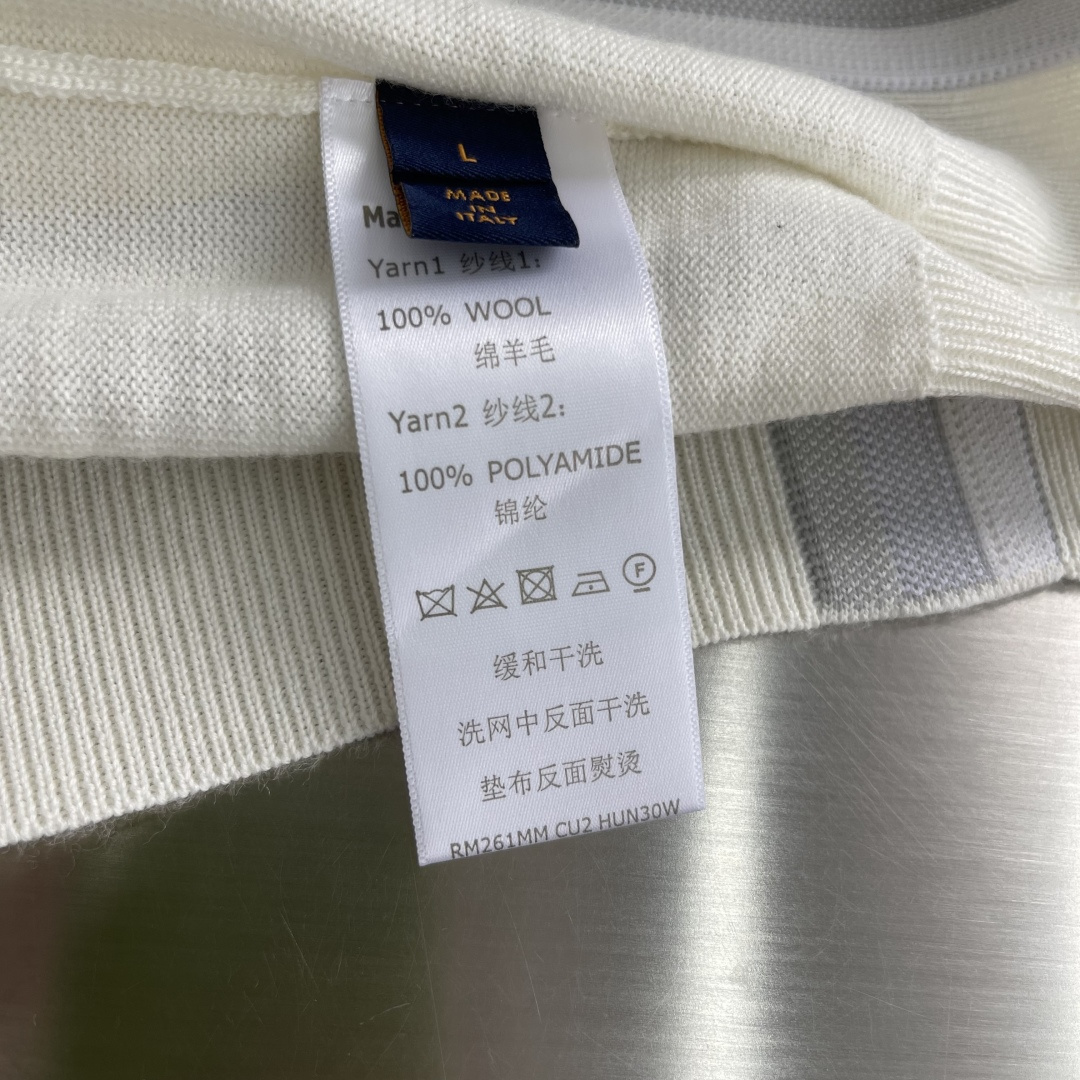 L
MADE
IN
ITALY
Ma
Yarn1 纱线1:
100% WOOL
绵羊毛
Yarn2 纱线2:
100% POLYAMIDE
锦纶
F
缓和干洗
洗网中反面干洗
垫布反面熨烫
RM261MM CU2 HUN30W